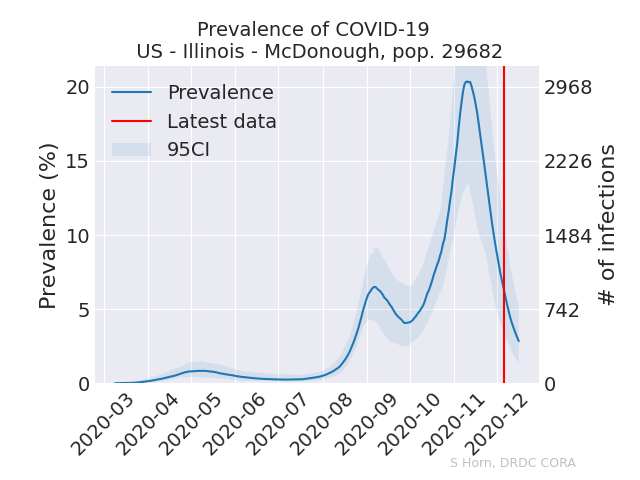 Prevalence of COVID-19
US - Illinois - McDonough, pop. 29682
Prevalence
Latest data
95CI
Prevalence (%)
20
15
10
5
0
2968
2226
1484
742
0
# of infections
2020-03
2020-04
2020-05
2020-06
2020-07
2020-08
2020-09
2020-10
2020-11
2020-12
S Horn, DRDC CORA